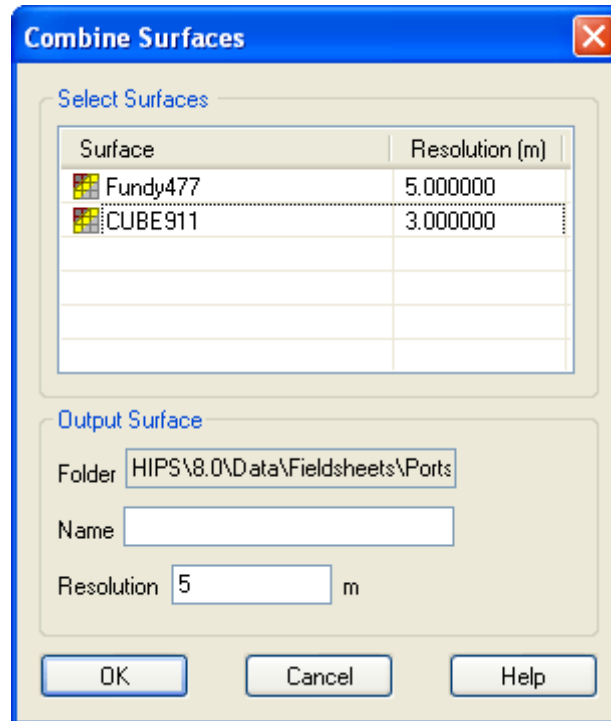 Combine Surfaces
Select Surfaces
Surface Resolution (m)
Fundy477 5.000000
CUBE911 3.000000
Output Surface
Folder HIPS\8.0\Data\Fieldsheets\Ports
Name
Resolution 5 m
OK Cancel Help